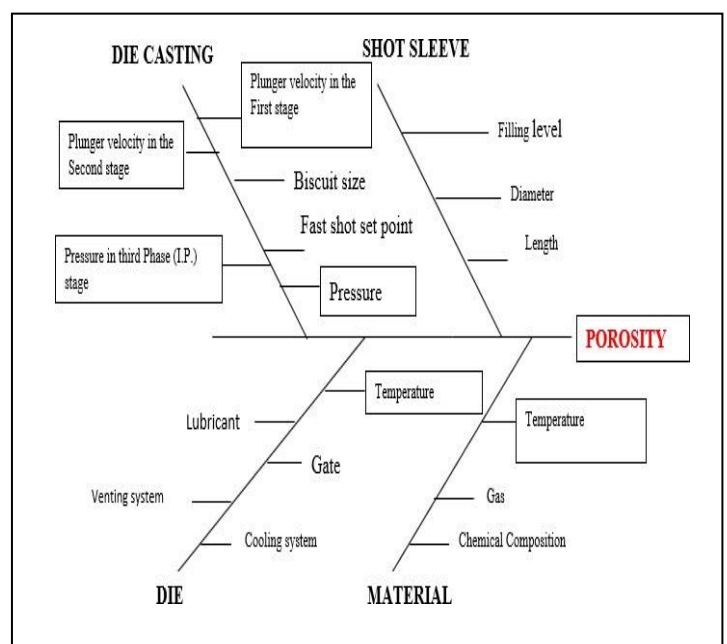 DIE CASTING
SHOT SLEEVE
Plunger velocity in the
First stage
Plunger velocity in the
Second stage
Filling level
Biscuit size
Diameter
Fast shot set point
Length
Pressure in third Phase (I.P.)
stage
Pressure
POROSITY
Temperature
Temperature
Lubricant
Gate
Venting system
Gas
Cooling system
Chemical Composition
DIE
MATERIAL